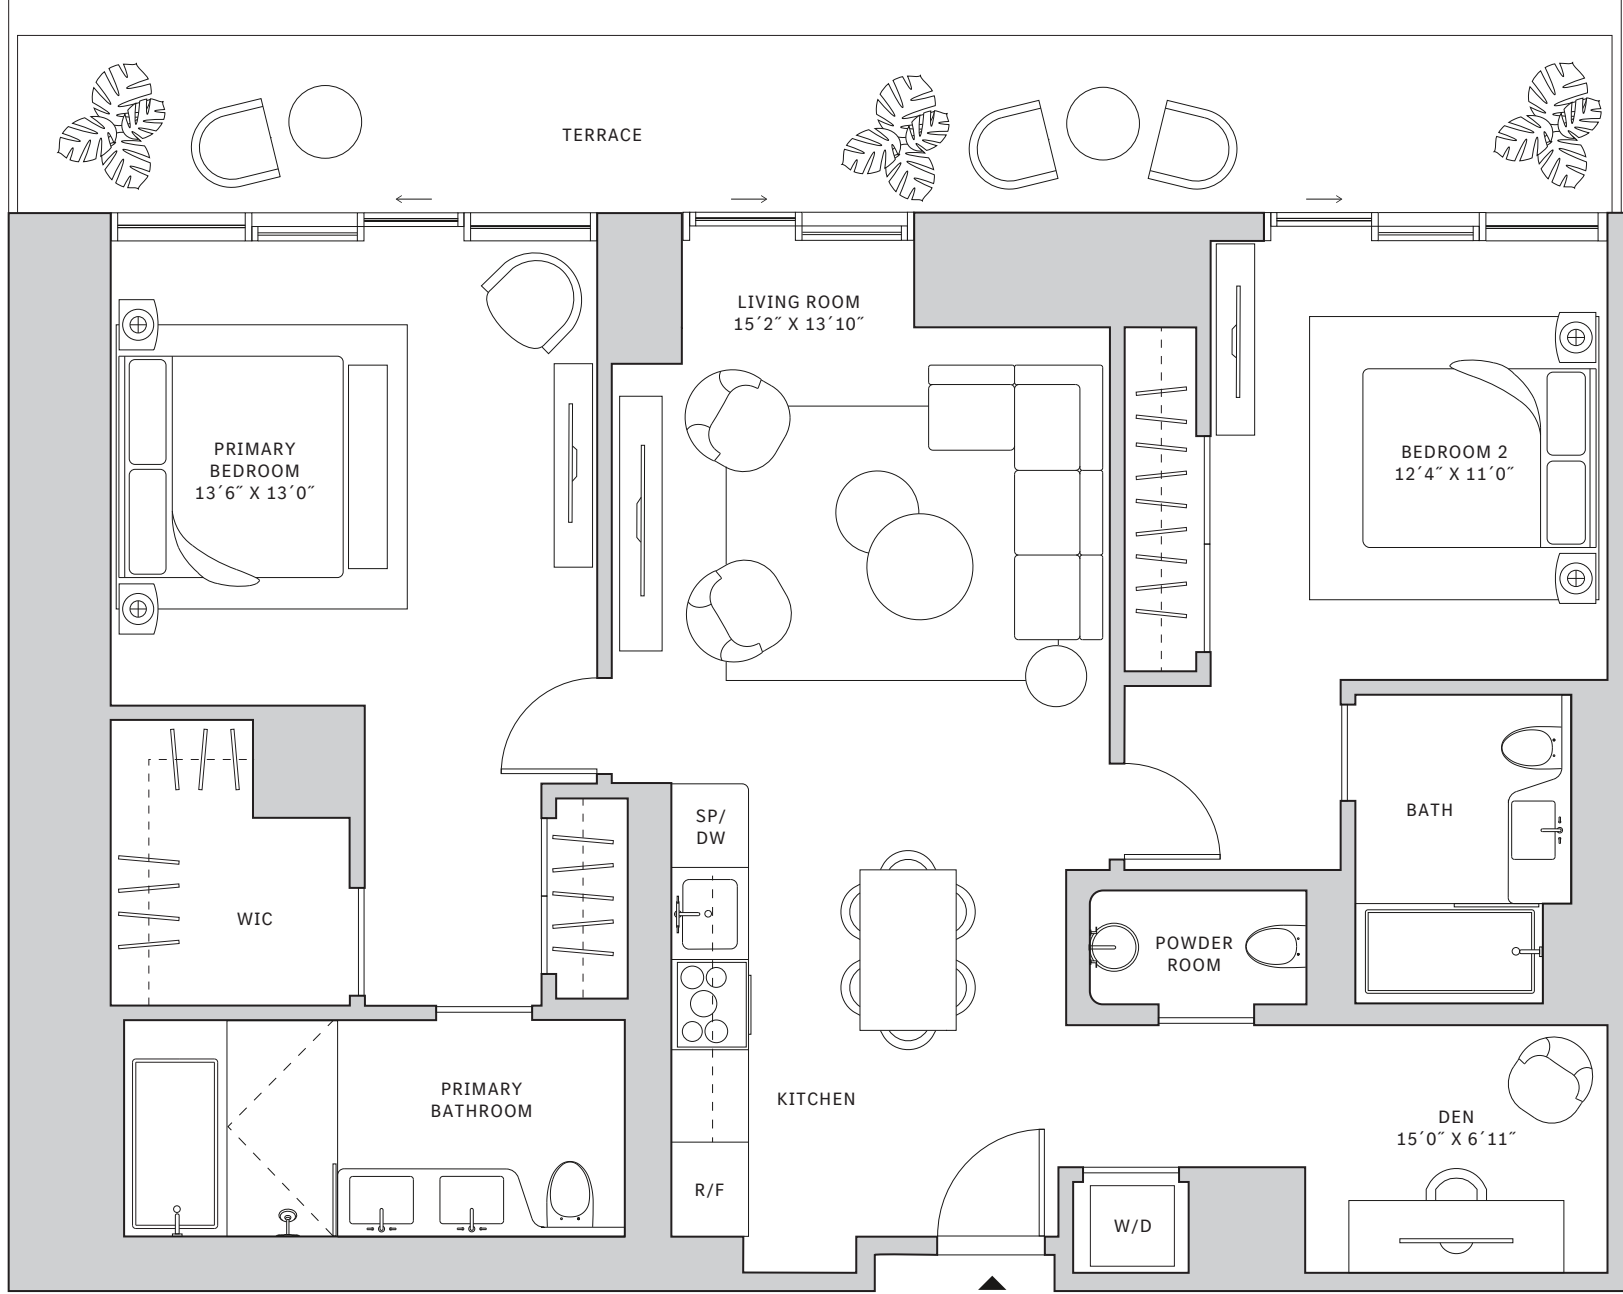 TERRACE
LIVING ROOM
15´2˝ X 13´10˝
PRIMARY
BEDROOM
13´6˝ X 13´0˝
BEDROOM 2
12´4˝ X 11´0˝
SP/
DW
BATH
WIC
POWDER
ROOM
PRIMARY
BATHROOM
KITCHEN
DEN
15´0˝ X 6´11˝
R/F
W/D